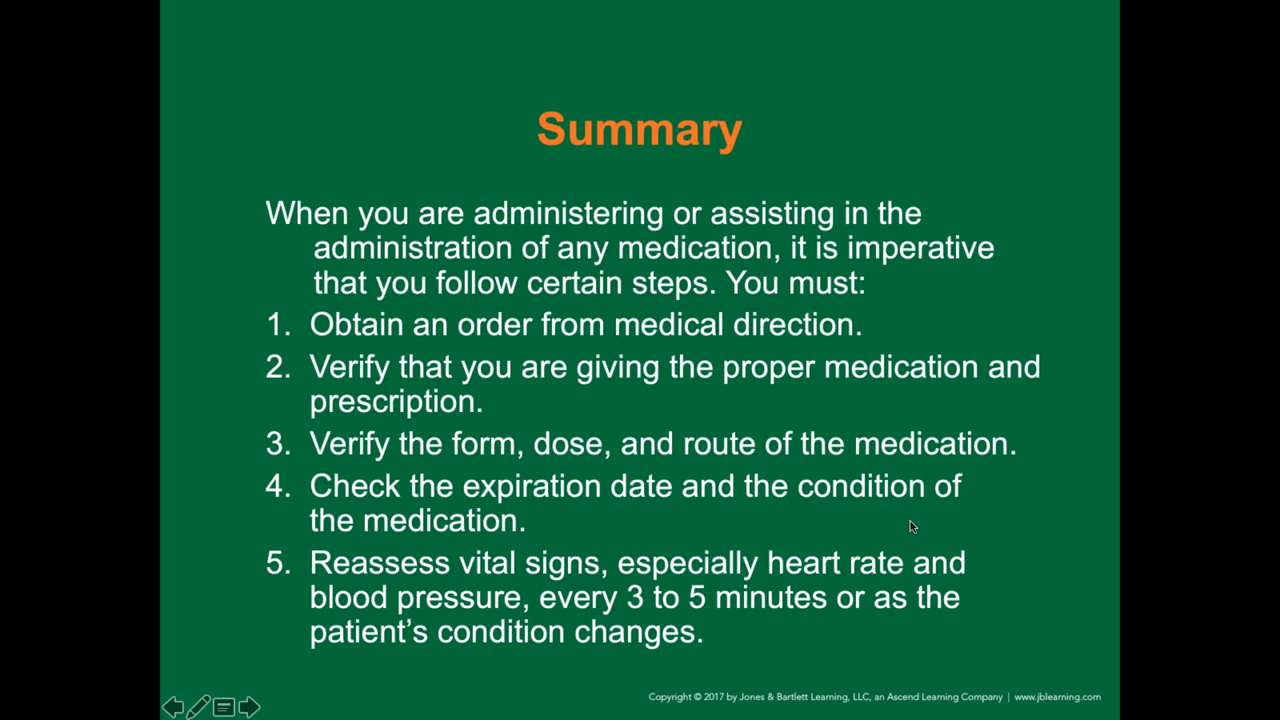 Summary
When you are administering or assisting in the
administration of any medication, it is imperative
that you follow certain steps. You must:
1. Obtain an order from medical direction.
2. Verify that you are giving the proper medication and
prescription.
3. Verify the form, dose, and route of the medication.
4. Check the expiration date and the condition of
the medication.
5. Reassess vital signs, especially heart rate and
blood pressure, every 3 to 5 minutes or as the
patient’s condition changes.
Copyright © 2017 by Jones & Bartlett Learning, LLC, an Ascend Learning Company | www.jblearning.com